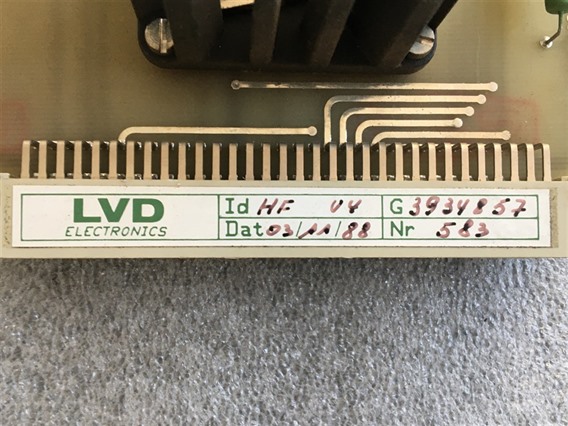 LVD Id HF V4 G 3934857
ELECTRONICS Dat 03/11/88 Nr 583